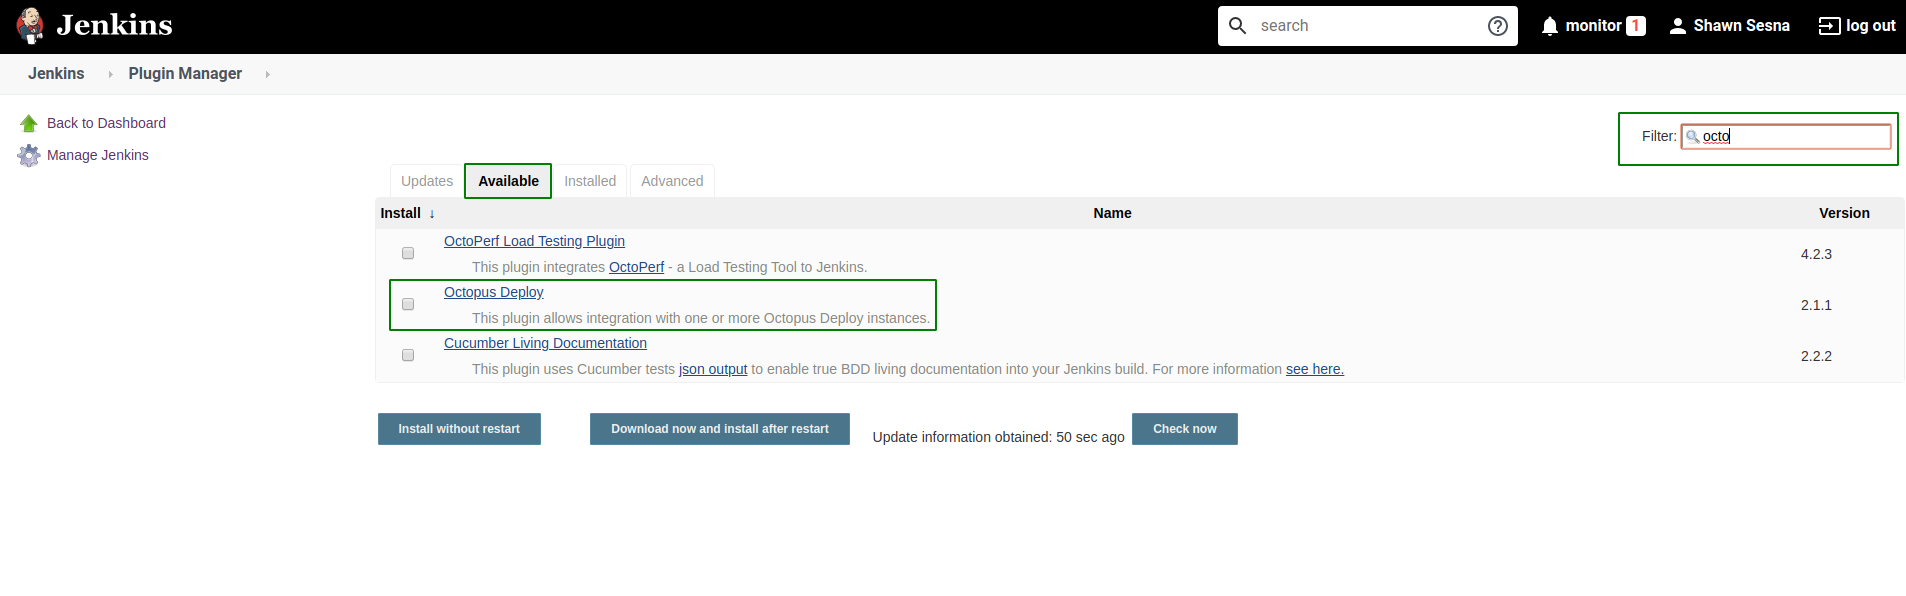 Jenkins
search
monitor 1
Shawn Sesna
log out
Jenkins
Plugin Manager
Back to Dashboard
Manage Jenkins
Filter: octo
Updates
Available
Installed
Advanced
Install ↓
Name
Version
OctoPerf Load Testing Plugin
This plugin integrates OctoPerf - a Load Testing Tool to Jenkins.
4.2.3
Octopus Deploy
This plugin allows integration with one or more Octopus Deploy instances.
2.1.1
Cucumber Living Documentation
This plugin uses Cucumber tests json output to enable true BDD living documentation into your Jenkins build. For more information see here.
2.2.2
Install without restart
Download now and install after restart
Update information obtained: 50 sec ago
Check now